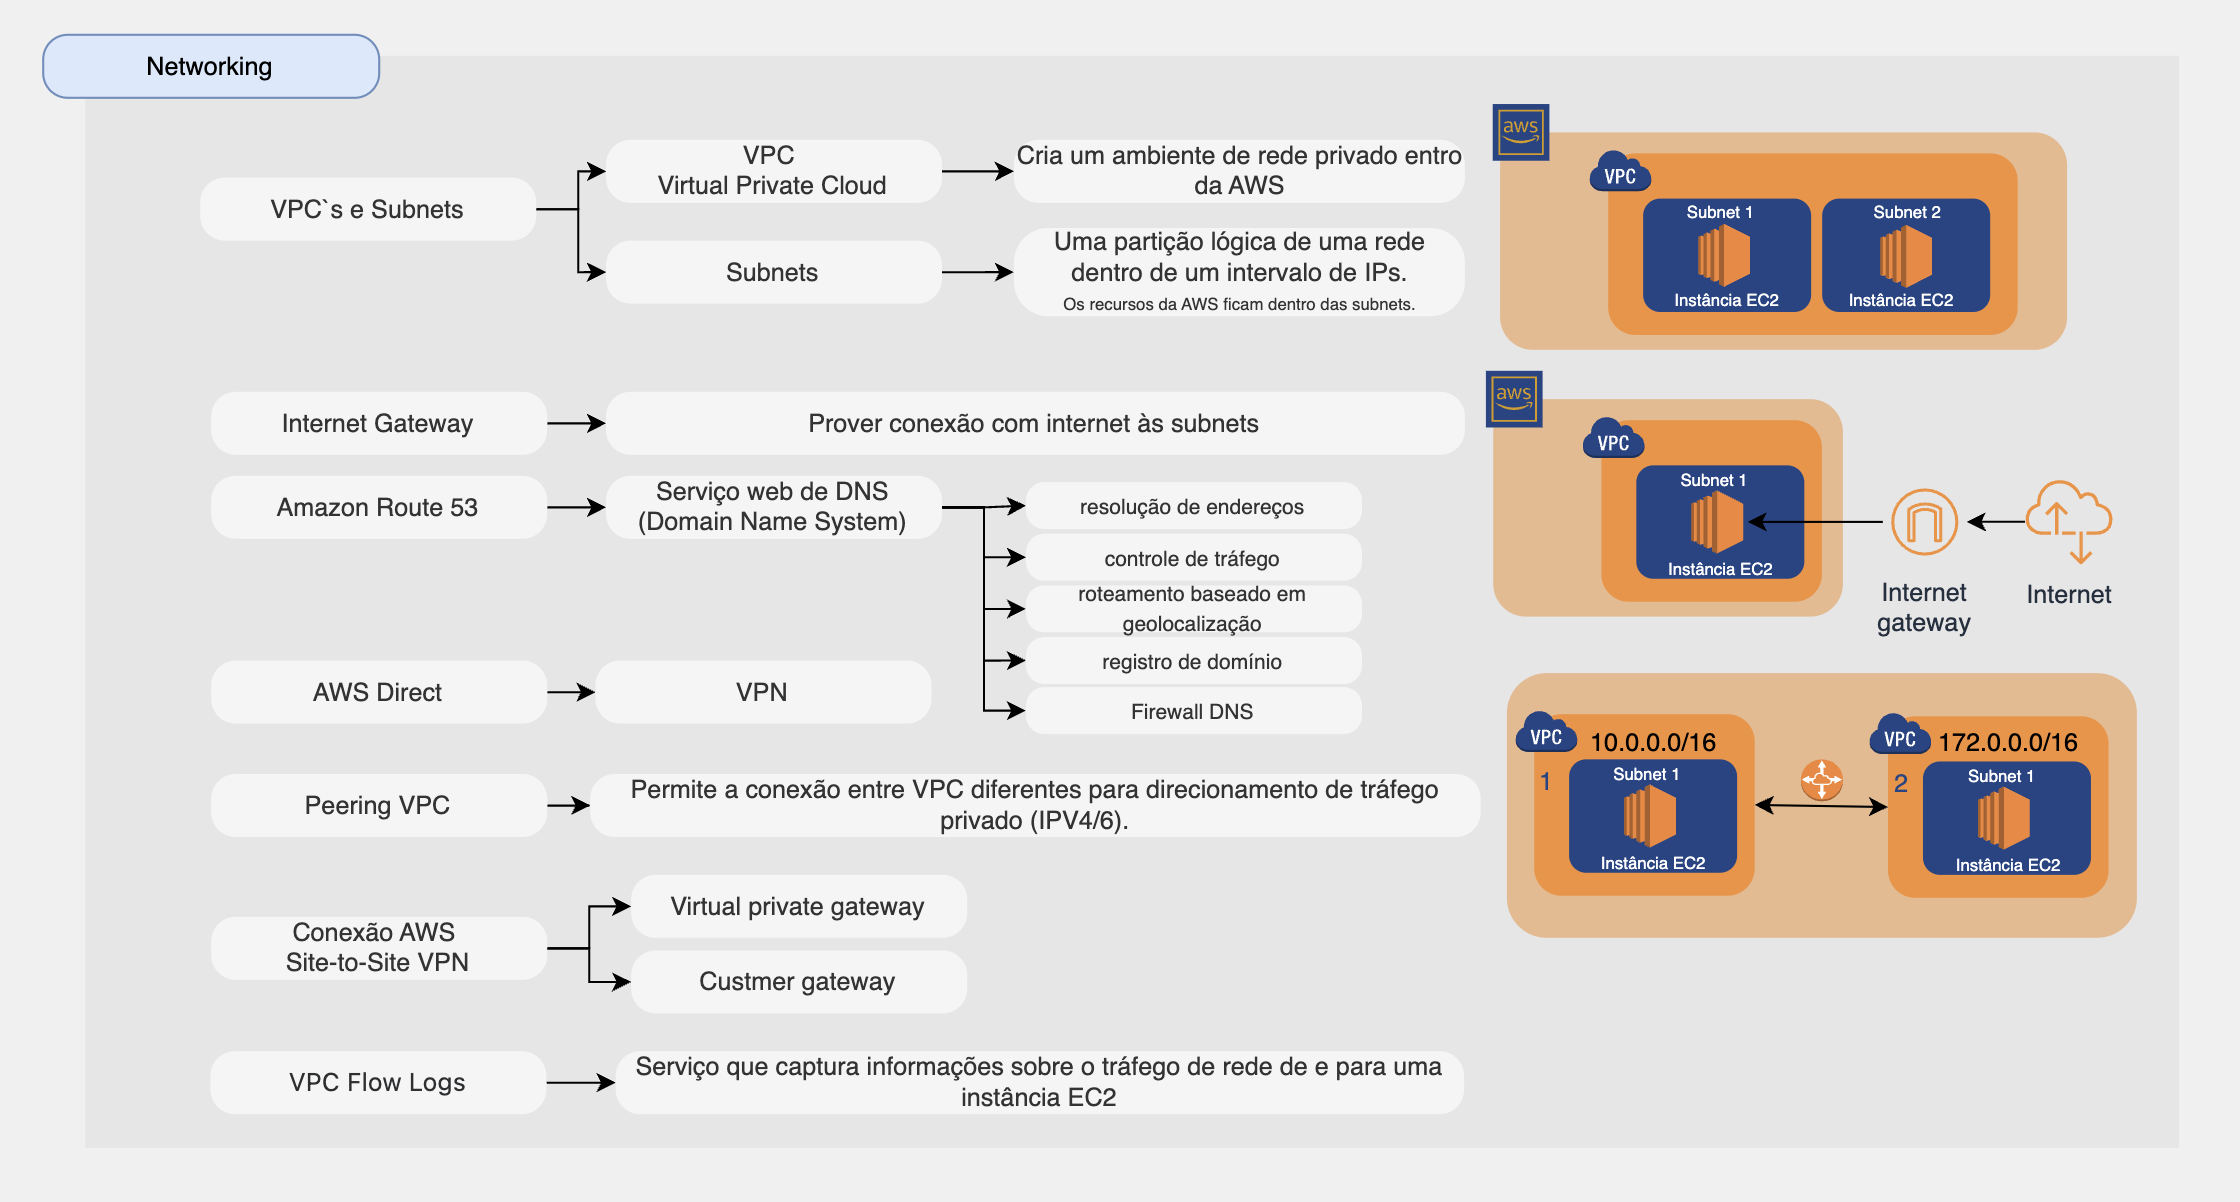 Networking
VPC`s e Subnets
VPC
Virtual Private Cloud
Cria um ambiente de rede privado entro
da AWS
Subnets
Uma partição lógica de uma rede
dentro de um intervalo de IPs.
Os recursos da AWS ficam dentro das subnets.
aws
VPC
Subnet 1
Instância EC2
Subnet 2
Instância EC2
Internet Gateway
Prover conexão com internet às subnets
Amazon Route 53
Serviço web de DNS
(Domain Name System)
resolução de endereços
controle de tráfego
roteamento baseado em
geolocalização
registro de domínio
Firewall DNS
aws
VPC
Subnet 1
Instância EC2
Internet
gateway
Internet
AWS Direct
VPN
Peering VPC
Permite a conexão entre VPC diferentes para direcionamento de tráfego
privado (IPV4/6).
VPC
10.0.0.0/16
1
Subnet 1
Instância EC2
VPC
172.0.0.0/16
2
Subnet 1
Instância EC2
Conexão AWS
Site-to-Site VPN
Virtual private gateway
Custmer gateway
VPC Flow Logs
Serviço que captura informações sobre o tráfego de rede de e para uma
instância EC2